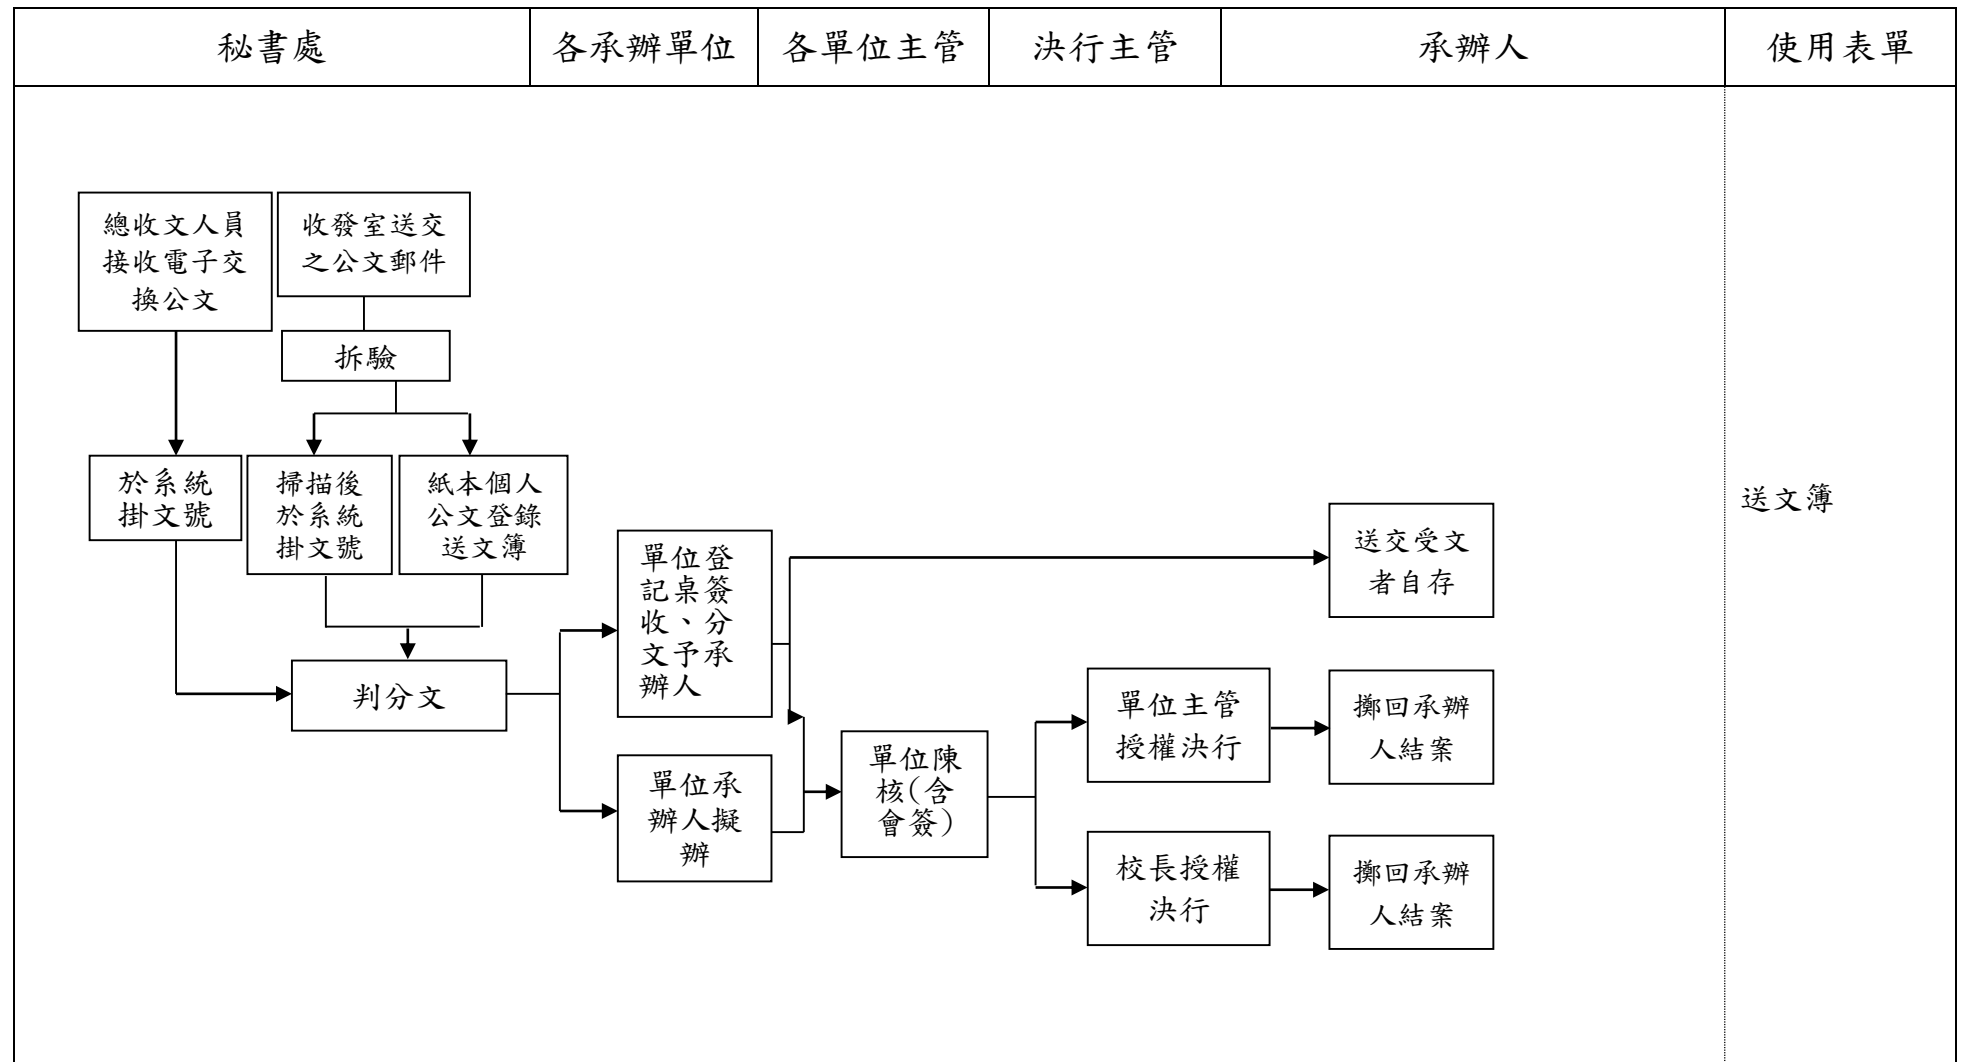 秘書處
各承辦單位
各單位主管
決行主管
承辦人
使用表單
總收文人員
接收電子交
換公文
收發室送交
之公文郵件
拆驗
於系統
掛文號
掃描後
於系統
掛文號
紙本個人
公文登錄
送文簿
判分文
單位登
記桌簽
收、分
文予承
辦人
單位承
辦人擬
辦
單位陳
核(含
會簽)
單位主管
授權決行
校長授權
決行
送交受文
者自存
擲回承辦
人結案
擲回承辦
人結案
送文簿